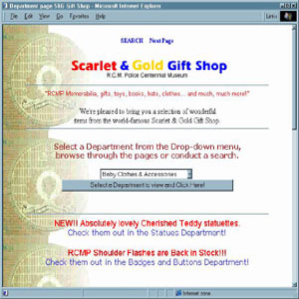 Department page SAG Gift Shop - Microsoft Internet Explorer
File Edit View Go Favorites Help
Links
SEARCH Next Page
Scarlet & Gold Gift Shop
R.C.M. Police Centennial Museum
"RCMP Memorabilia, gifts, toys, books, hats, clothes... and much, much more!"
We're pleased to bring you a selection of wonderful
items from the world-famous Scarlet & Gold Gift Shop.
Select a Department from the Drop-down menu,
browse through the pages or conduct a search.
Baby Clothes & Accessories
Select a Department to view and Click Here!
NEW!! Absolutely lovely Cherished Teddy statuettes.
Check them out in the Statues Department!
RCMP Shoulder Flashes are Back in Stock!!!
Check them out in the Badges and Buttons Department!
Internet zone